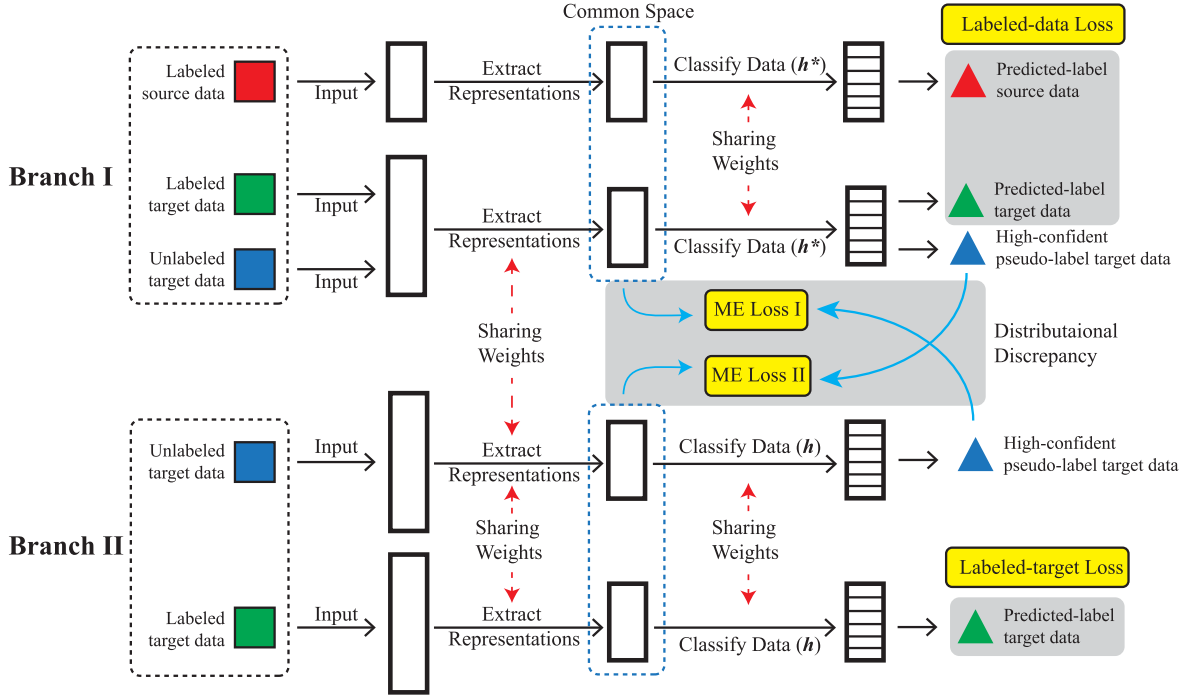 Common Space
Labeled-data Loss
Labeled
source data
Input
Extract
Representations
Classify Data (h*)
Predicted-label
source data
Sharing
Weights
Branch I
Labeled
target data
Input
Unlabeled
target data
Input
Extract
Representations
Classify Data (h*)
Predicted-label
target data
High-confident
pseudo-label target data
Sharing
Weights
ME Loss I
ME Loss II
Distributaional
Discrepancy
Branch II
Unlabeled
target data
Input
Extract
Representations
Classify Data (h)
High-confident
pseudo-label target data
Sharing
Weights
Sharing
Weights
Labeled-target Loss
Labeled
target data
Input
Extract
Representations
Classify Data (h)
Predicted-label
target data